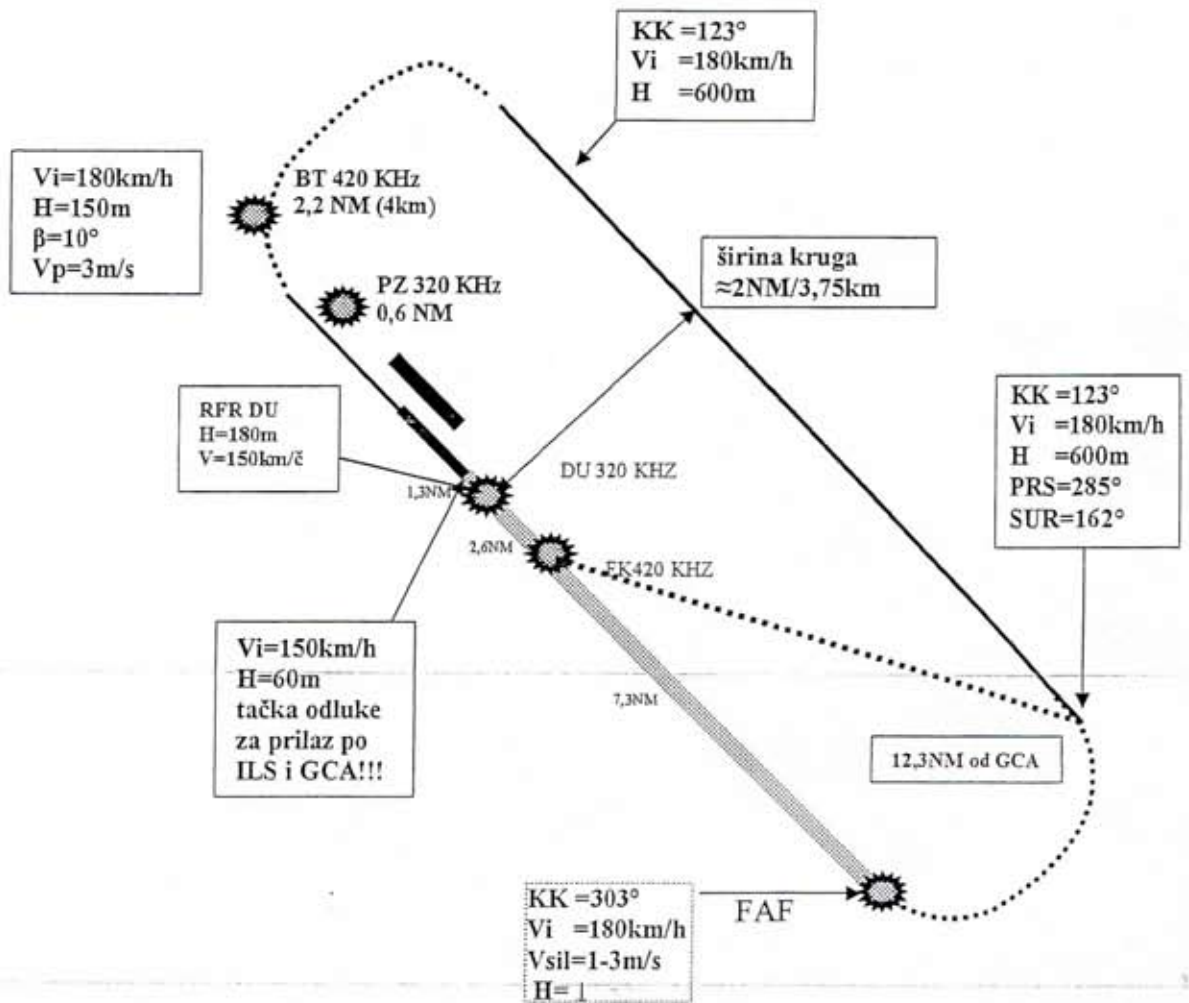 KK =123°
Vi =180km/h
H =600m
Vi=180km/h
H=150m
β=10°
Vp=3m/s
BT 420 KHz
2,2 NM (4km)
PZ 320 KHz
0,6 NM
širina kruga
≈2NM/3,75km
RFR DU
H=180m
V=150km/č
KK =123°
Vi =180km/h
H =600m
PRS=285°
SUR=162°
1,3NM
DU 320 KHZ
2,6NM
FK420 KHZ
Vi=150km/h
H=60m
tačka odluke
za prilaz po
ILS i GCA!!!
7,3NM
12,3NM od GCA
KK =303°
Vi =180km/h
Vsil=1-3m/s
H=
FAF